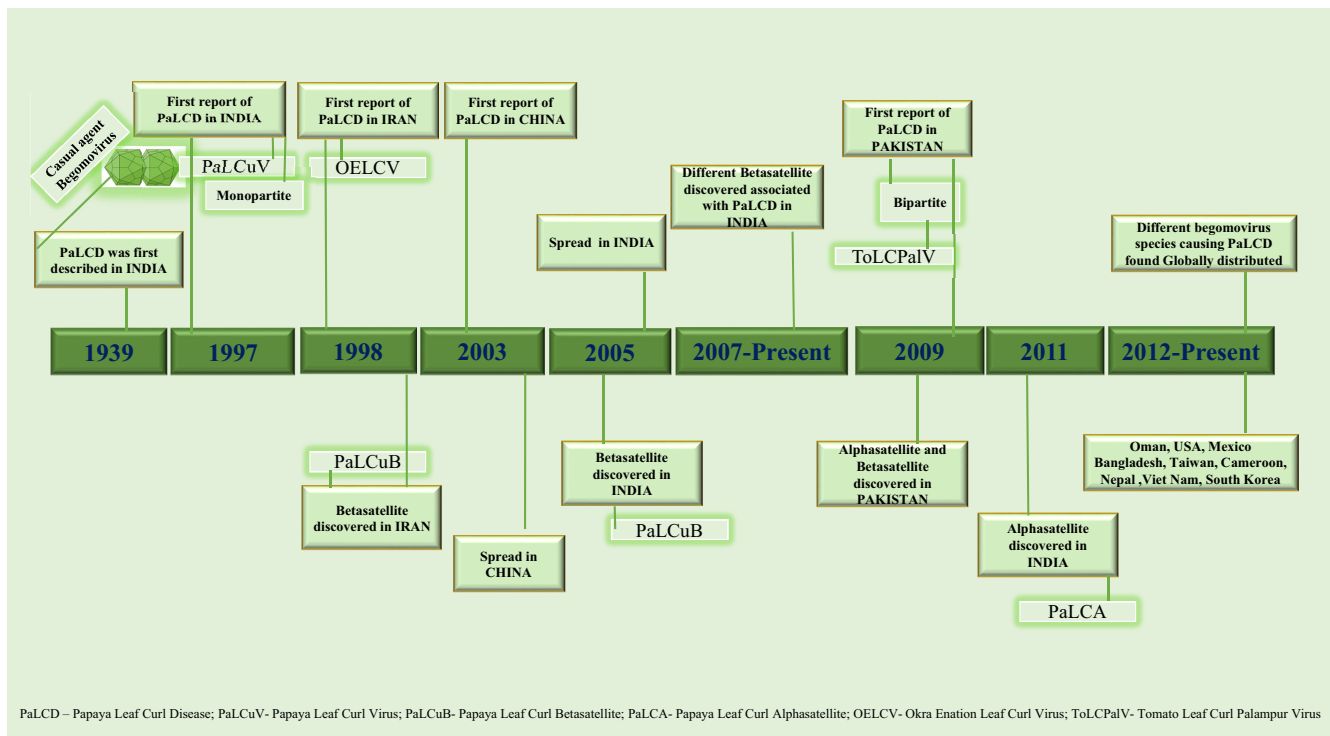 First report of
PaLCD in INDIA
First report of
PaLCD in IRAN
First report of
PaLCD in CHINA
First report of
PaLCD in
PAKISTAN
Casual agent
Begomovirus
PaLCuV
OELCV
Monopartite
Different Betasatellite
discovered associated
with PaLCD in
INDIA
Bipartite
ToLCPalV
PaLCD was first
described in INDIA
Spread in INDIA
Different begomovirus
species causing PaLCD
found Globally distributed
1939
1997
1998
2003
2005
2007-Present
2009
2011
2012-Present
PaLCuB
Betasatellite
discovered in IRAN
Spread in
CHINA
Betasatellite
discovered in
INDIA
PaLCuB
Alphasatellite and
Betasatellite
discovered in
PAKISTAN
Alphasatellite
discovered in
INDIA
PaLCA
Oman, USA, Mexico
Bangladesh, Taiwan, Cameroon,
Nepal ,Viet Nam, South Korea
PaLCD – Papaya Leaf Curl Disease; PaLCuV- Papaya Leaf Curl Virus; PaLCuB- Papaya Leaf Curl Betasatellite; PaLCA- Papaya Leaf Curl Alphasatellite; OELCV- Okra Enation Leaf Curl Virus; ToLCPalV- Tomato Leaf Curl Palampur Virus